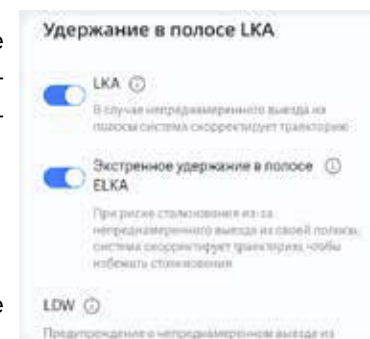 Удержание в полосе LKA
LKA
В случае непреднамеренного выезда из
полосы система скорректирует траекторию
Экстренное удержание в полосе
ELKA
При риске столкновения из-за
непреднамеренного выезда из своей полосы,
система скорректирует траекторию, чтобы
избежать столкновения
LDW
Предупреждение о непреднамеренном выезде из